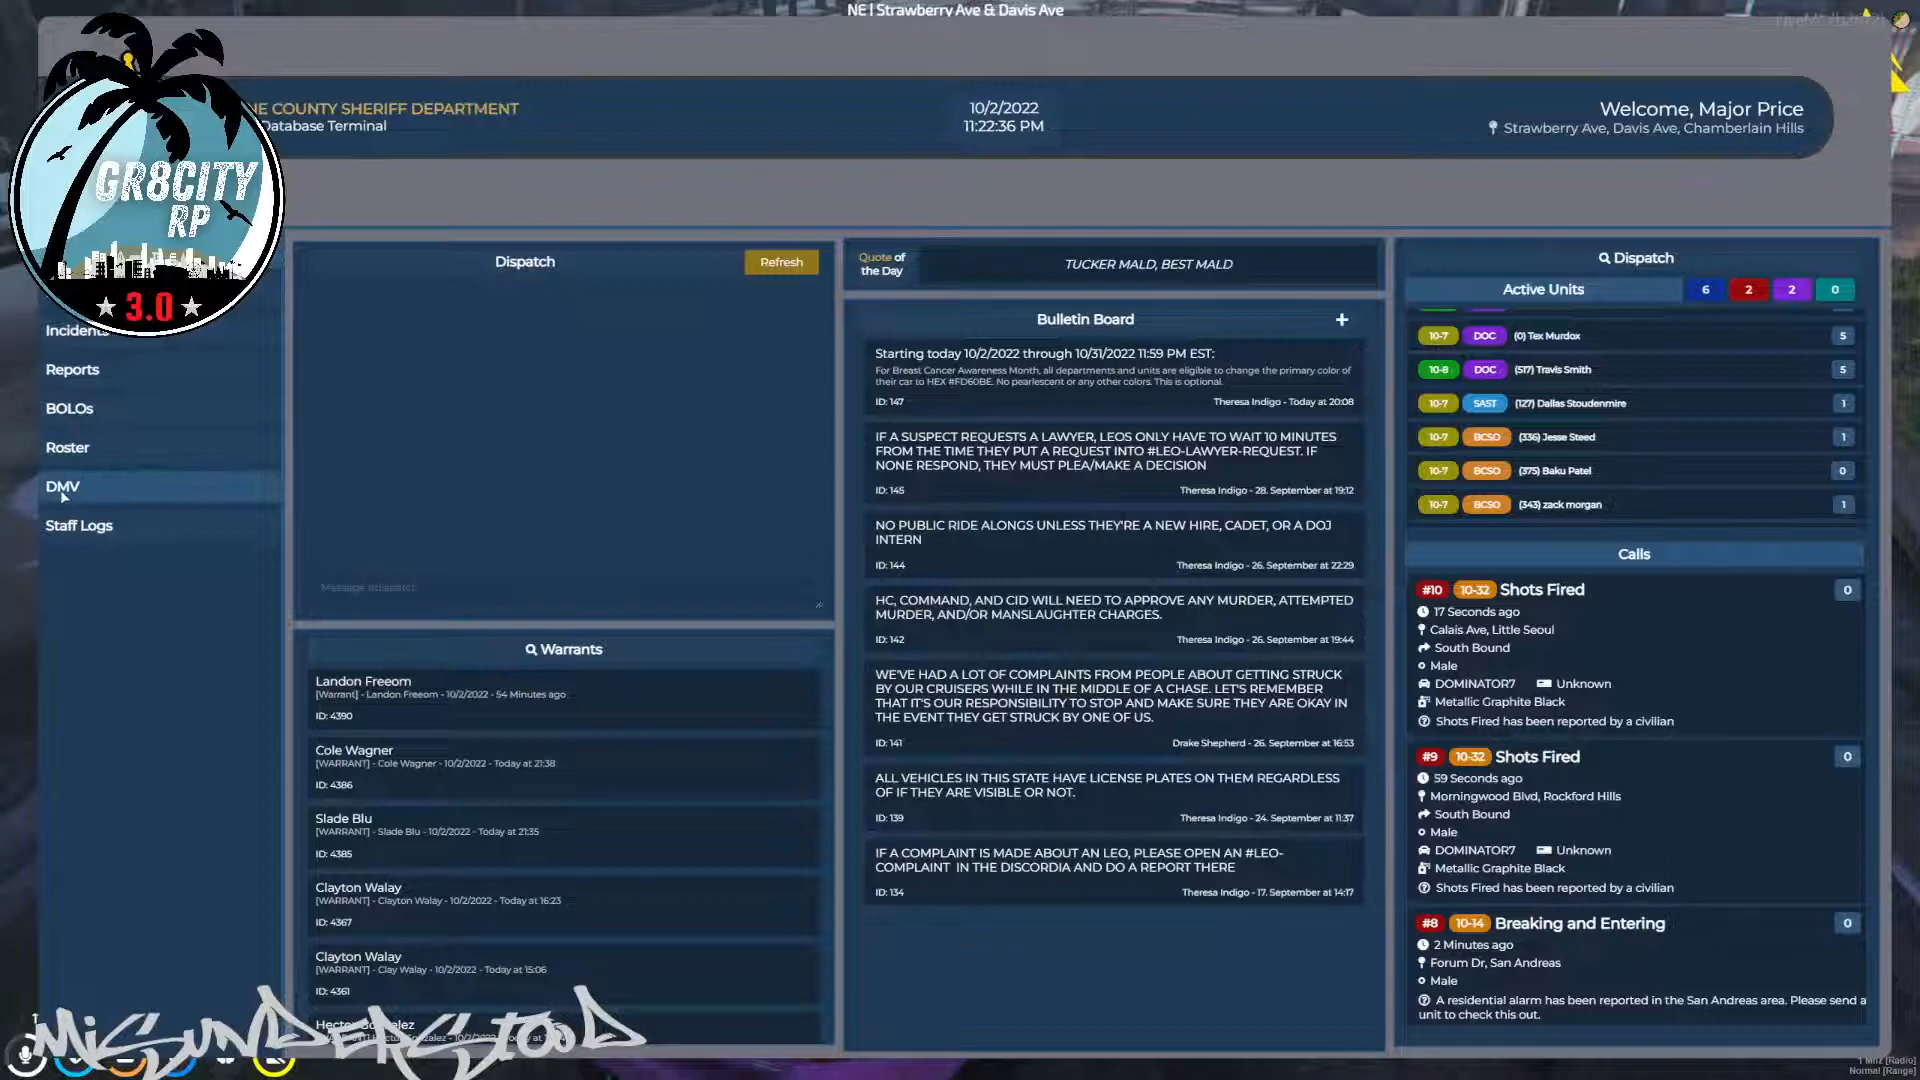 NE | Strawberry Ave & Davis Ave
GR8CITY
RP
3.0
NE COUNTY SHERIFF DEPARTMENT
Database Terminal
10/2/2022
11:22:36 PM
Welcome, Major Price
Strawberry Ave, Davis Ave, Chamberlain Hills
Incidents
Reports
BOLOs
Roster
DMV
Staff Logs
Dispatch
Refresh
Message #dispatch
Warrants
Landon Freeom
[Warrant] - Landon Freeom - 10/2/2022 - 54 Minutes ago
ID: 4390
Cole Wagner
[WARRANT] - Cole Wagner - 10/2/2022 - Today at 21:38
ID: 4386
Slade Blu
[WARRANT] - Slade Blu - 10/2/2022 - Today at 21:35
ID: 4385
Clayton Walay
[WARRANT] - Clayton Walay - 10/2/2022 - Today at 16:23
ID: 4367
Clayton Walay
[WARRANT] - Clay Walay - 10/2/2022 - Today at 15:06
ID: 4361
MiSUNDERSTOOD
Quote of
the Day
TUCKER MALD, BEST MALD
Bulletin Board
+
Starting today 10/2/2022 through 10/31/2022 11:59 PM EST:
For Breast Cancer Awareness Month, all departments and units are eligible to change the primary color of
their car to HEX #FD60BE. No pearlescent or any other colors. This is optional.
ID: 147 Theresa Indigo - Today at 20:08
IF A SUSPECT REQUESTS A LAWYER, LEOS ONLY HAVE TO WAIT 10 MINUTES
FROM THE TIME THEY PUT A REQUEST INTO #LEO-LAWYER-REQUEST. IF
NONE RESPOND, THEY MUST PLEA/MAKE A DECISION
ID: 145 Theresa Indigo - 28. September at 19:12
NO PUBLIC RIDE ALONGS UNLESS THEY'RE A NEW HIRE, CADET, OR A DOJ
INTERN
ID: 144 Theresa Indigo - 26. September at 22:29
HC, COMMAND, AND CID WILL NEED TO APPROVE ANY MURDER, ATTEMPTED
MURDER, AND/OR MANSLAUGHTER CHARGES.
ID: 142 Theresa Indigo - 26. September at 19:44
WE'VE HAD A LOT OF COMPLAINTS FROM PEOPLE ABOUT GETTING STRUCK
BY OUR CRUISERS WHILE IN THE MIDDLE OF A CHASE. LET'S REMEMBER
THAT IT'S OUR RESPONSIBILITY TO STOP AND MAKE SURE THEY ARE OKAY IN
THE EVENT THEY GET STRUCK BY ONE OF US.
ID: 141 Drake Shepherd - 26. September at 16:53
ALL VEHICLES IN THIS STATE HAVE LICENSE PLATES ON THEM REGARDLESS
OF IF THEY ARE VISIBLE OR NOT.
ID: 139 Theresa Indigo - 24. September at 11:37
IF A COMPLAINT IS MADE ABOUT AN LEO, PLEASE OPEN AN #LEO-
COMPLAINT IN THE DISCORDIA AND DO A REPORT THERE
ID: 134 Theresa Indigo - 17. September at 14:17
Dispatch
Active Units 6 2 2 0
10-7 DOC (0) Tex Murdox 5
10-8 DOC (517) Travis Smith 5
10-7 SAST (127) Dallas Stoudenmire 1
10-7 BCSO (336) Jesse Steed 1
10-7 BCSO (375) Baku Patel 0
10-7 BCSO (343) zack morgan 1
Calls
#10 10-32 Shots Fired 0
17 Seconds ago
Calais Ave, Little Seoul
South Bound
Male
DOMINATOR7 Unknown
Metallic Graphite Black
Shots Fired has been reported by a civilian
#9 10-32 Shots Fired 0
59 Seconds ago
Morningwood Blvd, Rockford Hills
South Bound
Male
DOMINATOR7 Unknown
Metallic Graphite Black
Shots Fired has been reported by a civilian
#8 10-14 Breaking and Entering 0
2 Minutes ago
Forum Dr, San Andreas
Male
A residential alarm has been reported in the San Andreas area. Please send a
unit to check this out.
1 Mhz [Radio]
Normal [Range]